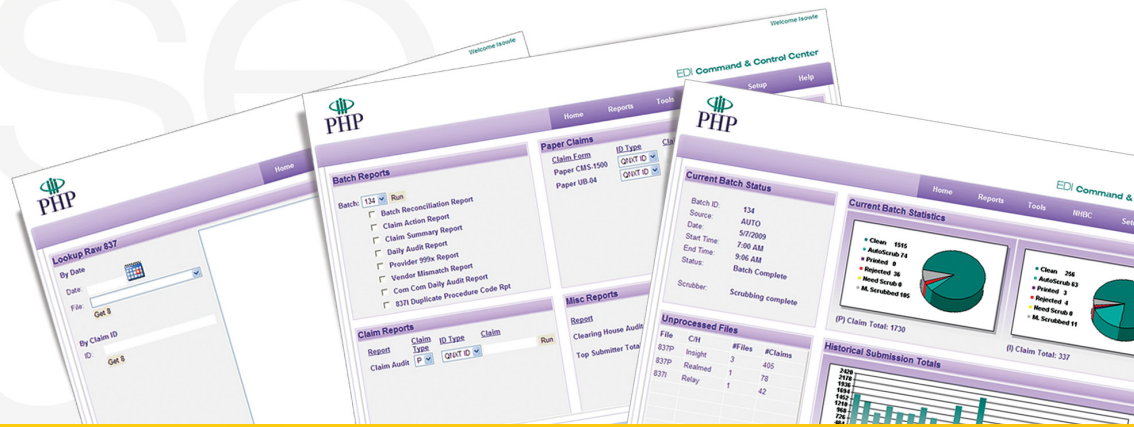 se
Welcome lsowle
PHP
Home
Lookup Raw 837
By Date
Date:
File:
Get 8
By Claim ID
ID:
Get 8
Welcome lsowle
EDI Command & Control Center
PHP
Home Reports Tools Setup Help
Batch Reports
Batch: 134 Run
Batch Reconciliation Report
Claim Action Report
Claim Summary Report
Daily Audit Report
Provider 999x Report
Vendor Mismatch Report
Com Com Daily Audit Report
837I Duplicate Procedure Code Rpt
Paper Claims
Claim Form ID Type
Paper CMS-1500 QNXT ID
Paper UB-04 QNXT ID
Claim Reports
Report Claim Type ID Type Claim
Claim Audit P QNXT ID Run
Misc Reports
Report
Clearing House Audit
Top Submitter
PHP
EDI Command &
Home Reports Tools NHBC
Current Batch Status
Batch ID: 134
Source: AUTO
Date: 5/7/2009
Start Time: 7:00 AM
End Time: 9:06 AM
Status: Batch Complete
Scrubber: Scrubbing complete
Current Batch Statistics
Clean 1515
AutoScrub 74
Printed 0
Rejected 36
Need Scrub 0
M. Scrubbed 105
(P) Claim Total: 1730
Clean 256
AutoScrub 63
Printed 3
Rejected 4
Need Scrub 0
M. Scrubbed 11
(I) Claim Total: 337
Unprocessed Files
File C/H #Files #Claims
837P Insight 3 405
837P Realmed 1 78
837I Relay 1 42
Historical Submission Totals
2420
2178
1936
1694
1452
1210
968
726